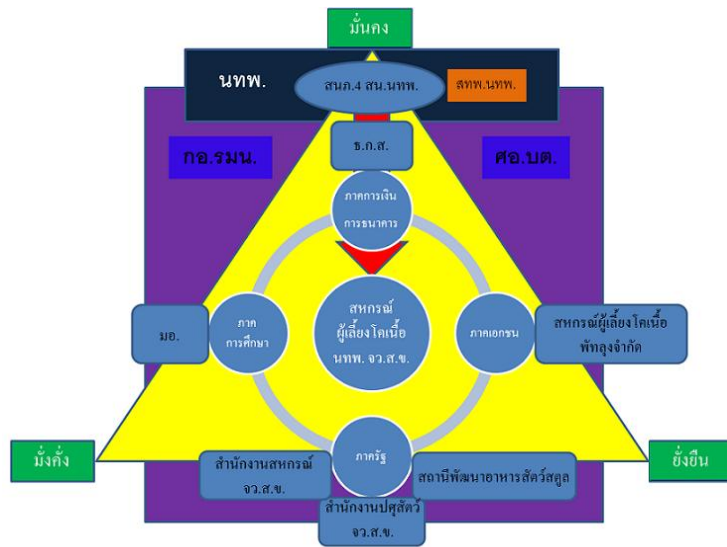 มั่นคง
นทพ.
สนภ.4 สน.นทพ.
สทพ.นทพ.
กอ.รมน.
ธ.ก.ส.
ศอ.บต.
ภาคการเงิน
การธนาคาร
มอ.
ภาค
การศึกษา
สหกรณ์
ผู้เลี้ยงโคเนื้อ
นทพ. จว.ส.ข.
ภาคเอกชน
สหกรณ์ผู้เลี้ยงโคเนื้อ
พัทลุงจำกัด
มั่งคั่ง
สำนักงานสหกรณ์
จว.ส.ข.
ภาครัฐ
สถานีพัฒนาอาหารสัตว์สตูล
ยั่งยืน
สำนักงานปศุสัตว์
จว.ส.ข.